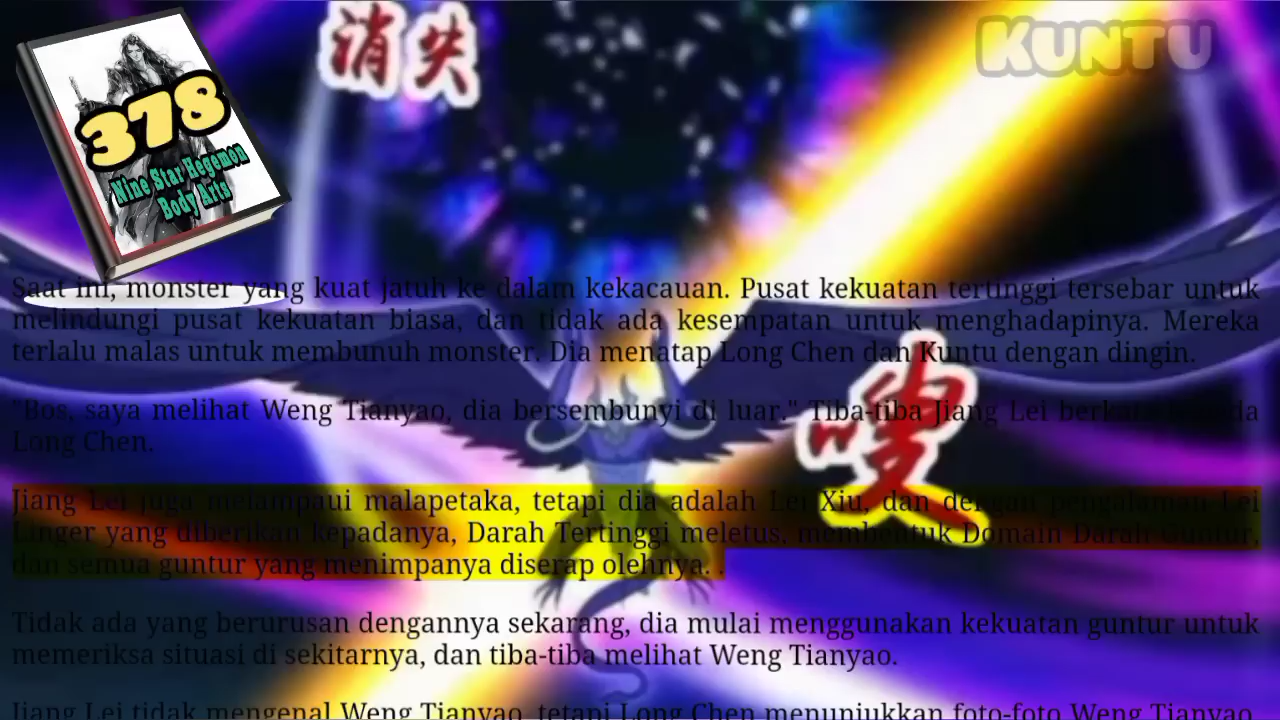 消失
KUNTU
378
Nine Star Hegemon
Body Arts
Saat ini, monster yang kuat jatuh ke dalam kekacauan. Pusat kekuatan tertinggi tersebar untuk
melindungi pusat kekuatan biasa, dan tidak ada kesempatan untuk menghadapinya. Mereka
terlalu malas untuk membunuh monster. Dia menatap Long Chen dan Kuntu dengan dingin.
嗖
"Bos, saya melihat Weng Tianyao, dia bersembunyi di luar." Tiba-tiba Jiang Lei berkata kepada
Long Chen.
Jiang Lei juga melampaui malapetaka, tetapi dia adalah Lei Xiu, dan dengan pengalaman Lei
Linger yang diberikan kepadanya, Darah Tertinggi meletus, membentuk Domain Darah Guntur,
dan semua guntur yang menimpanya diserap olehnya. .
Tidak ada yang berurusan dengannya sekarang, dia mulai menggunakan kekuatan guntur untuk
memeriksa situasi di sekitarnya, dan tiba-tiba melihat Weng Tianyao.
Jiang Lei tidak mengenal Weng Tianyao, tetapi Long Chen menunjukkan foto-foto Weng Tianyao